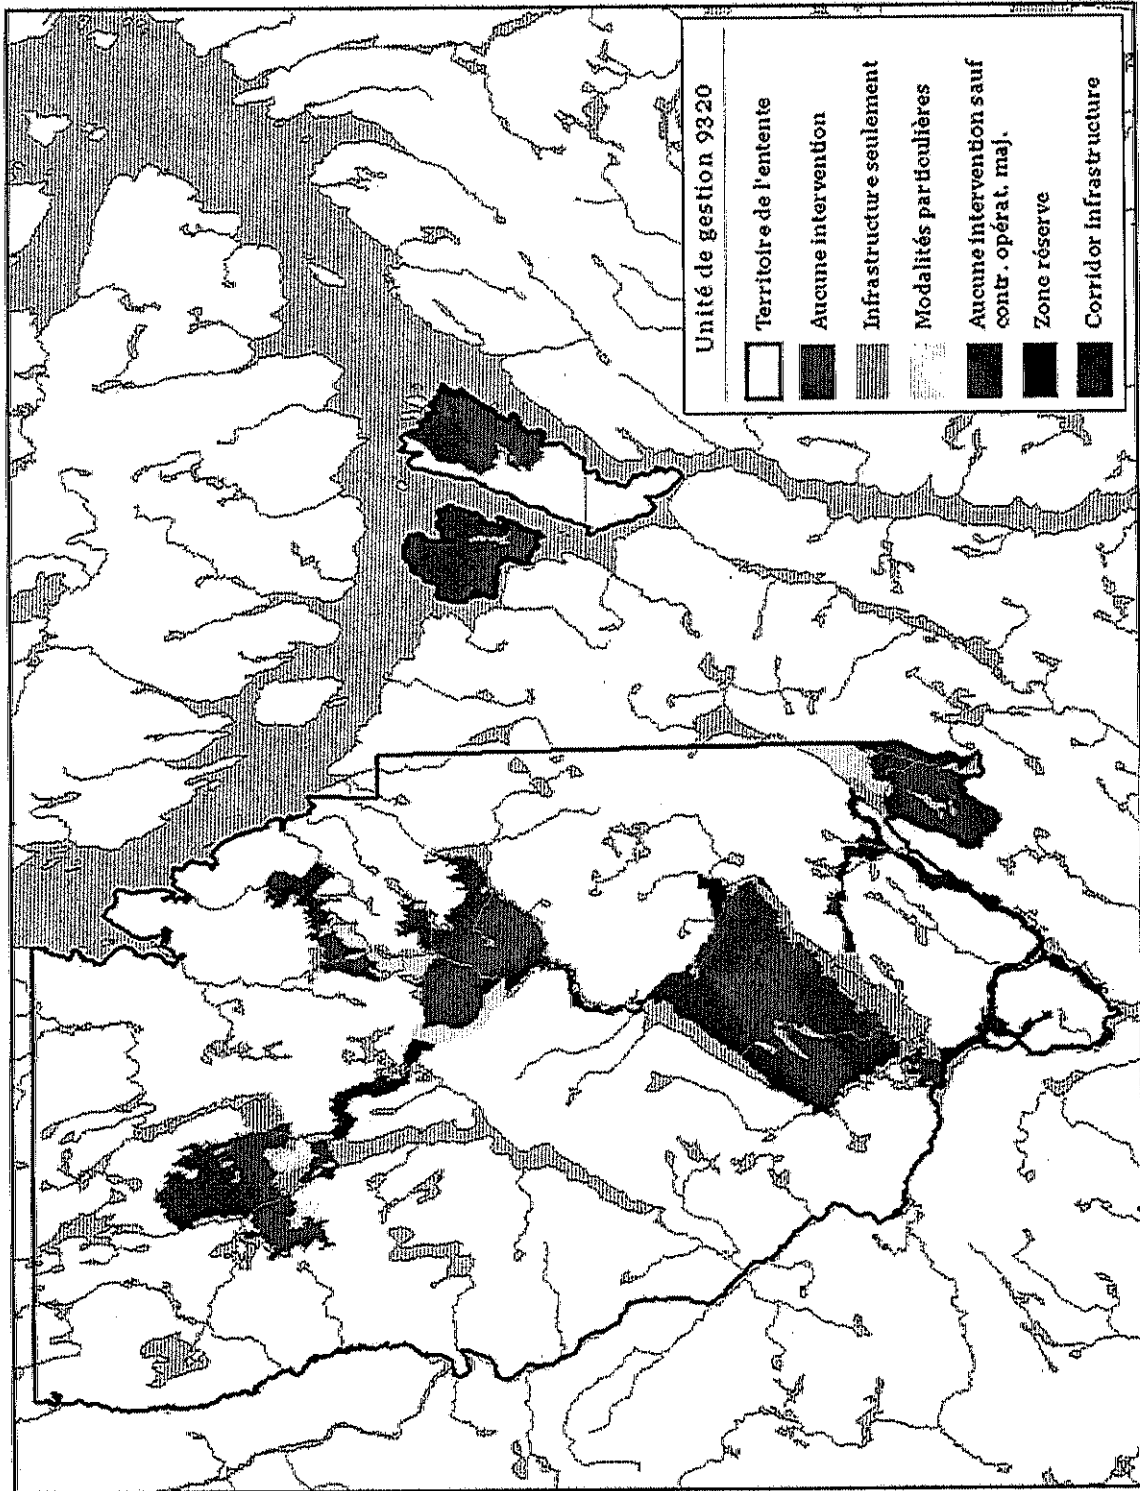 Unité de gestion 9320
Territoire de l'entente
Aucune intervention
Infrastructure seulement
Modalités particulières
Aucune intervention sauf
contr. opérat. maj.
Zone réserve
Corridor infrastructure